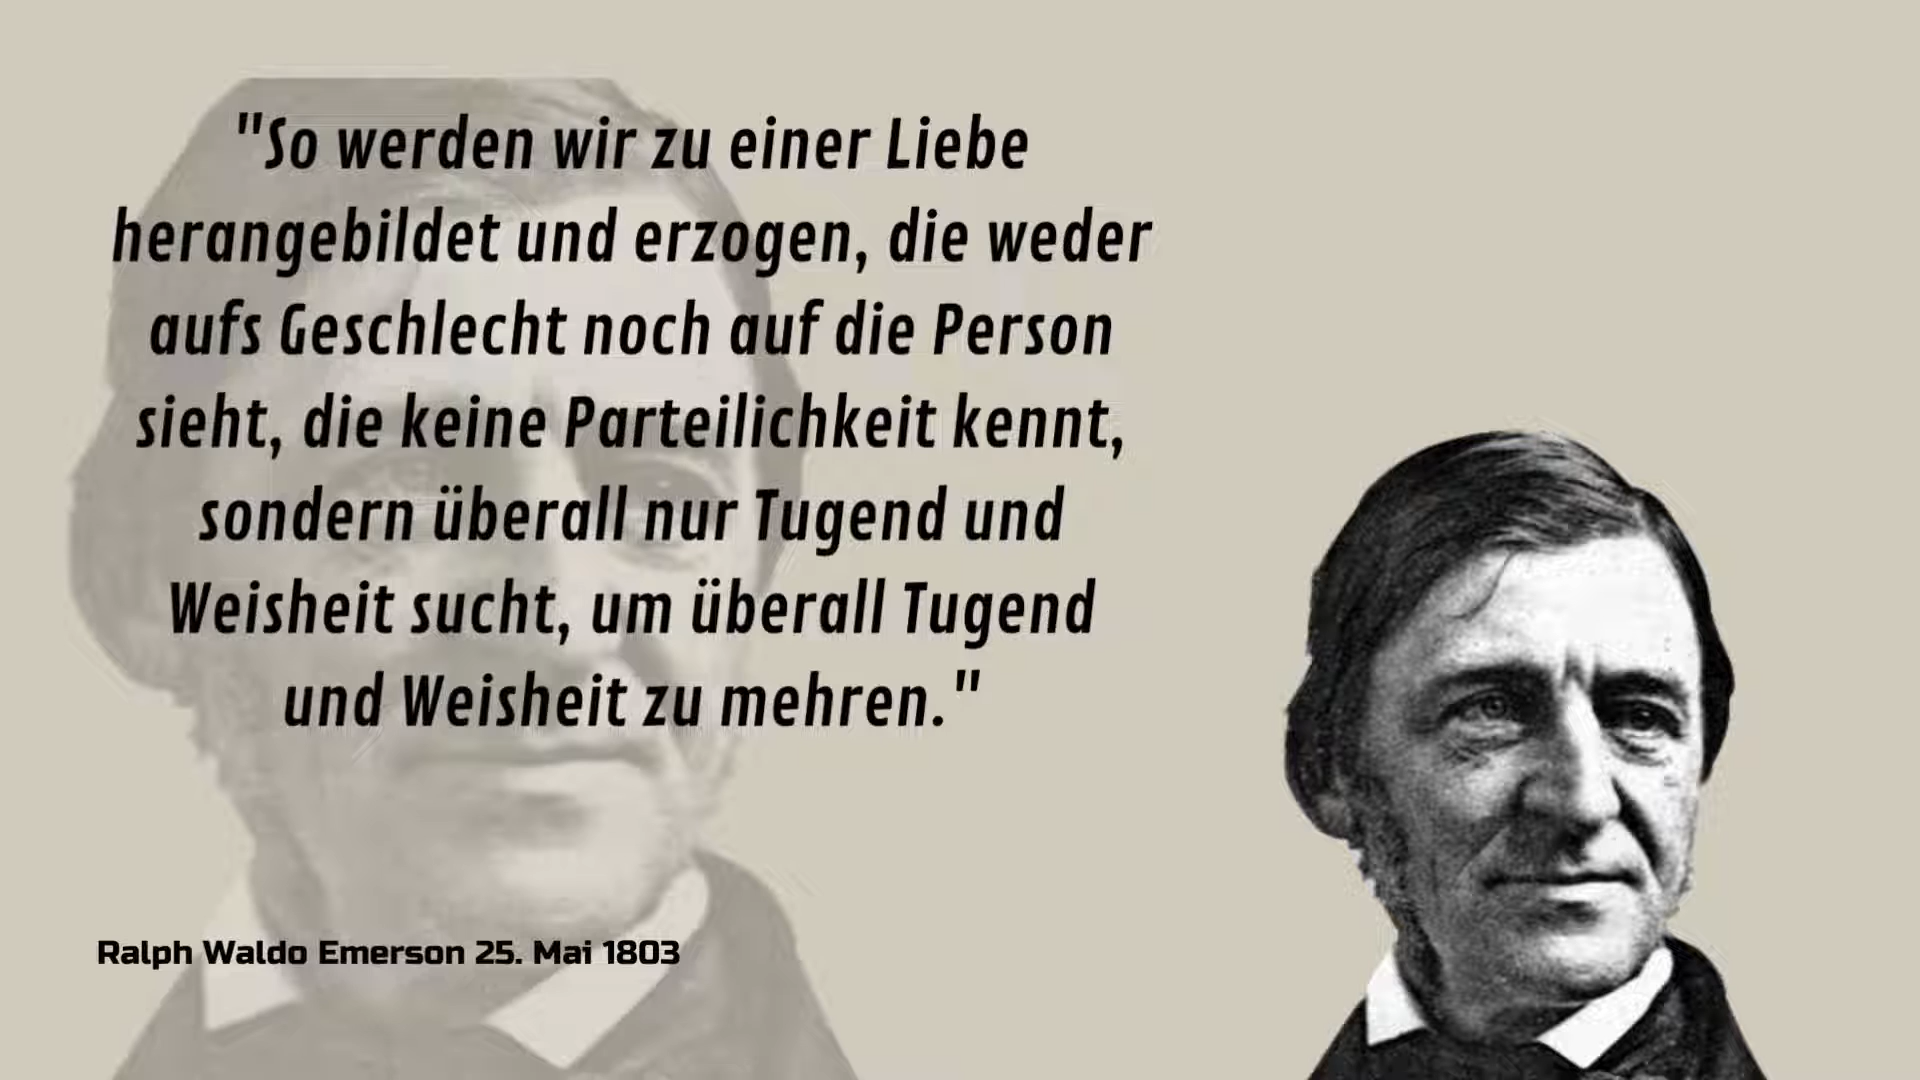 "So werden wir zu einer Liebe
herangebildet und erzogen, die weder
aufs Geschlecht noch auf die Person
sieht, die keine Parteilichkeit kennt,
sondern überall nur Tugend und
Weisheit sucht, um überall Tugend
und Weisheit zu mehren."
Ralph Waldo Emerson 25. Mai 1803